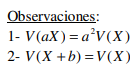 Observaciones:
1- V(aX) = a²V(X)
2- V(X + b) = V(X)